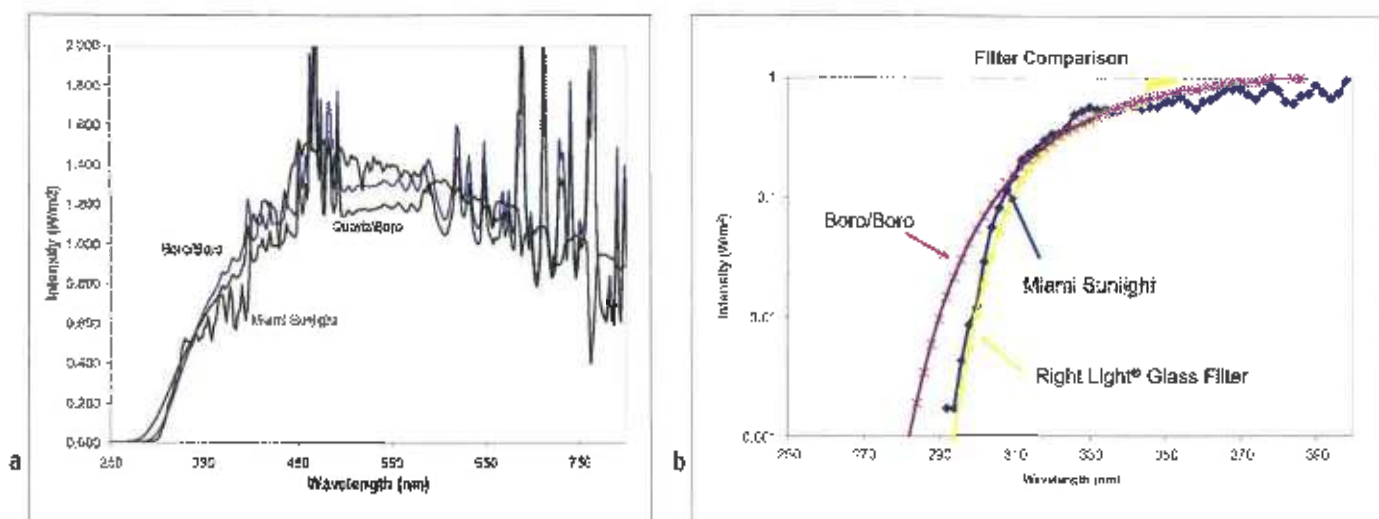 2.000
1.800
1.600
1.400
1.200
1.000
0.800
0.600
0.400
0.200
0.000
Intensity (W/m2)
Boro/Boro
Quartz/Boro
Miami Sunlight
250 350 450 550 650 750
Wavelength (nm)
a
Filter Comparison
1
0.1
0.01
0.001
Intensity (W/m²)
Boro/Boro
Miami Sunlight
Right Light® Glass Filter
250 270 290 310 330 350 370 390
Wavelength (nm)
b